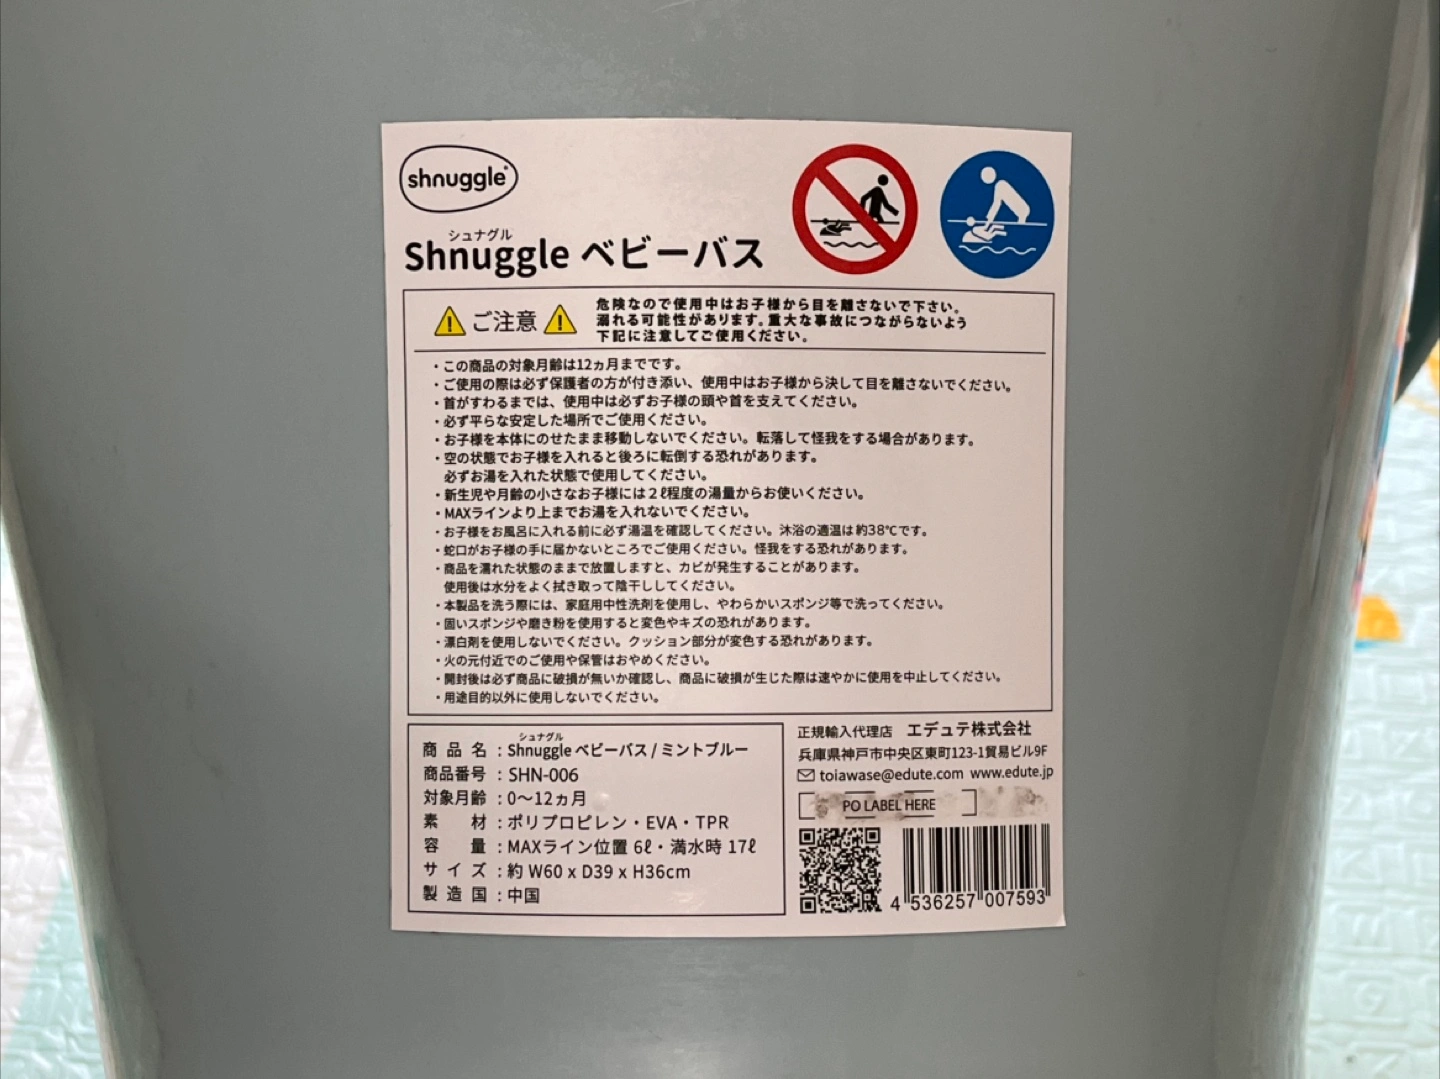 shnuggle
シュナグル
Shnuggle ベビーバス
ご注意
危険なので使用中はお子様から目を離さないで下さい。
溺れる可能性があります。重大な事故につながらないよう
下記に注意してご使用ください。
・この商品の対象月齢は12ヵ月までです。
・ご使用の際は必ず保護者の方が付き添い、使用中はお子様から決して目を離さないでください。
・首がすわるまでは、使用中は必ずお子様の頭や首を支えてください。
・必ず平らな安定した場所でご使用ください。
・お子様を本体にのせたまま移動しないでください。転落して怪我をする場合があります。
・空の状態でお子様を入れると後ろに転倒する恐れがあります。
必ずお湯を入れた状態で使用してください。
・新生児や月齢の小さなお子様には2ℓ程度の湯量からお使いください。
・MAXラインより上までお湯を入れないでください。
・お子様をお風呂に入れる前に必ず湯温を確認してください。沐浴の適温は約38℃です。
・蛇口がお子様の手に届かないところでご使用ください。怪我をする恐れがあります。
・商品を濡れた状態のままで放置しますと、カビが発生することがあります。
使用後は水分をよく拭き取って陰干ししてください。
・本製品を洗う際には、家庭用中性洗剤を使用し、やわらかいスポンジ等で洗ってください。
・固いスポンジや磨き粉を使用すると変色やキズの恐れがあります。
・漂白剤を使用しないでください。クッション部分が変色する恐れがあります。
・火の元付近でのご使用や保管はおやめください。
・開封後は必ず商品に破損が無いか確認し、商品に破損が生じた際は速やかに使用を中止してください。
・用途目的以外に使用しないでください。
シュナグル
商品名：Shnuggle ベビーバス / ミントブルー
商品番号：SHN-006
対象月齢：0～12ヵ月
素材：ポリプロピレン・EVA・TPR
容量：MAXライン位置 6ℓ・満水時 17ℓ
サイズ：約 W60 x D39 x H36cm
製造国：中国
正規輸入代理店 エデュテ株式会社
兵庫県神戸市中央区東町123-1貿易ビル9F
toiawase@edute.com www.edute.jp
PO LABEL HERE
4 536257 007593